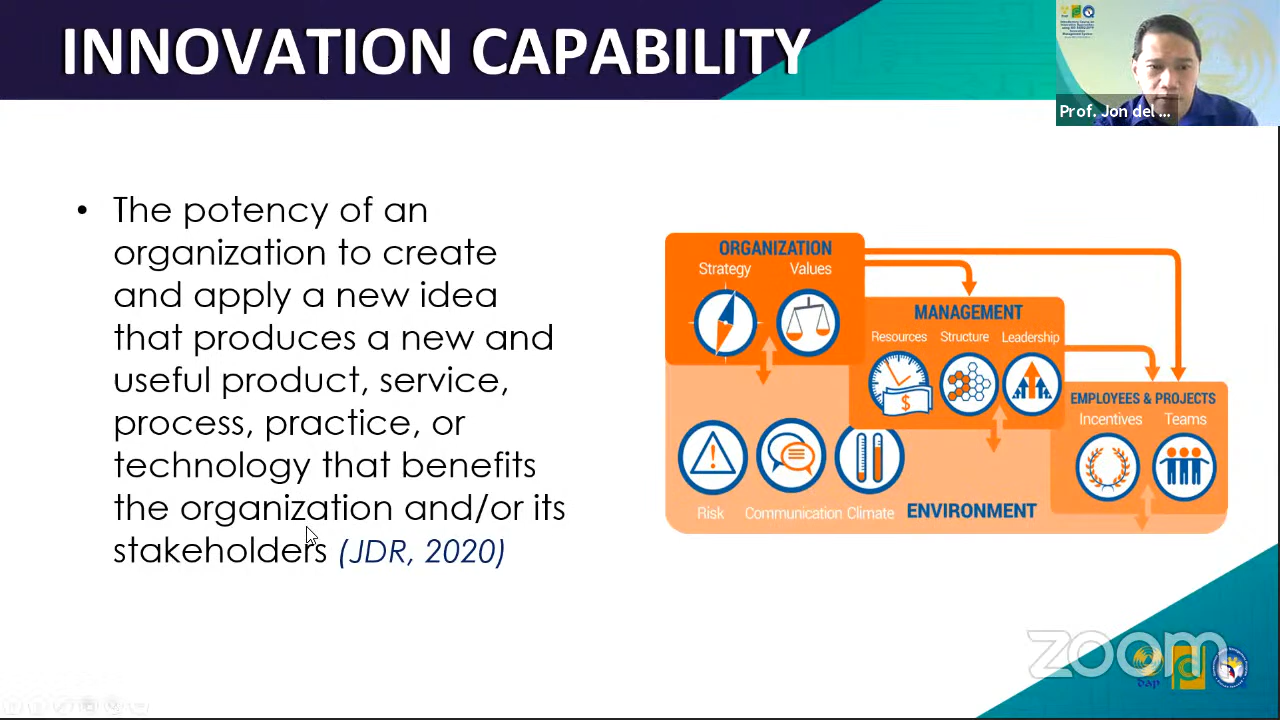 INNOVATION CAPABILITY
Prof. Jon del ...
• The potency of an
organization to create
and apply a new idea
that produces a new and
useful product, service,
process, practice, or
technology that benefits
the organization and/or its
stakeholders (JDR, 2020)
ORGANIZATION
Strategy Values
MANAGEMENT
Resources Structure Leadership
$
EMPLOYEES & PROJECTS
Incentives Teams
Risk Communication Climate
ENVIRONMENT
zoom
dap